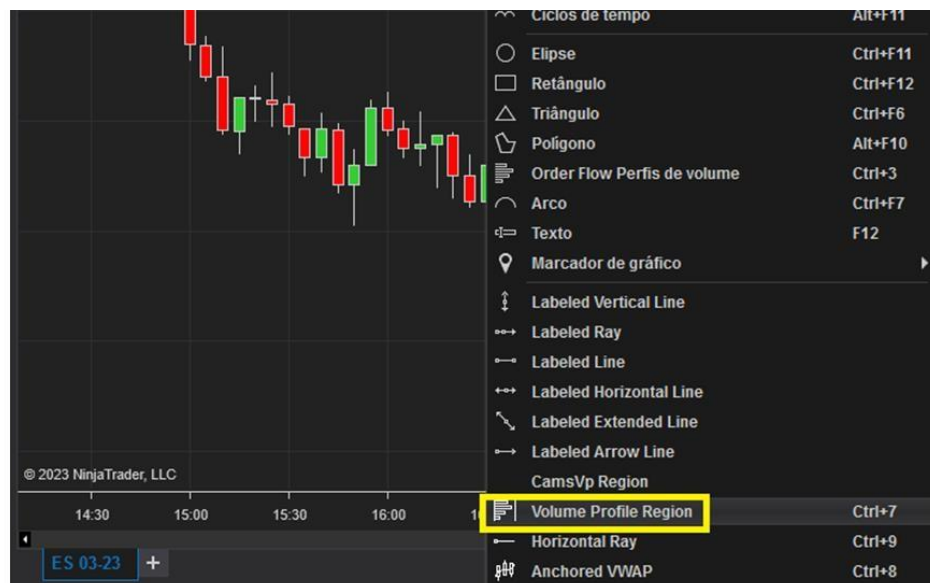 Ciclos de tempo Alt+F11
Elipse Ctrl+F11
Retângulo Ctrl+F12
Triângulo Ctrl+F6
Polígono Alt+F10
Order Flow Perfis de volume Ctrl+3
Arco Ctrl+F7
Texto F12
Marcador de gráfico
Labeled Vertical Line
Labeled Ray
Labeled Line
Labeled Horizontal Line
Labeled Extended Line
Labeled Arrow Line
CamsVp Region
Volume Profile Region Ctrl+7
Horizontal Ray Ctrl+9
Anchored VWAP Ctrl+8
© 2023 NinjaTrader, LLC
14:30 15:00 15:30 16:00
ES 03-23 +